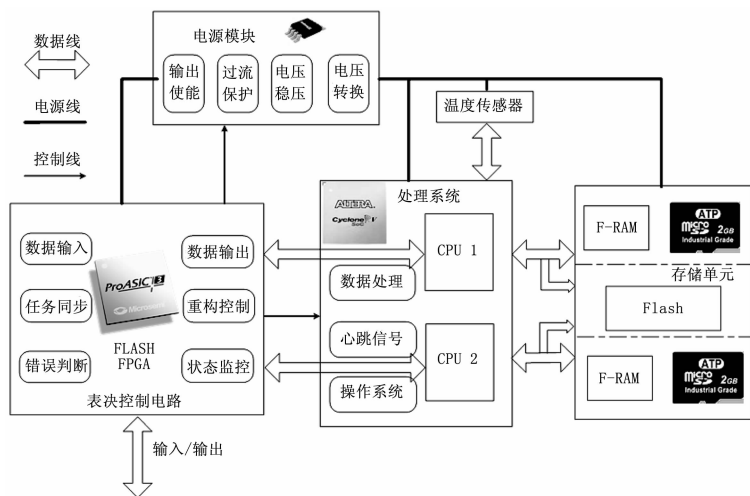 数据线
电源线
控制线
电源模块
输出
使能
过流
保护
电压
稳压
电压
转换
温度传感器
数据输入
数据输出
任务同步
重构控制
错误判断
状态监控
ProASIC 3
FLASH
FPGA
表决控制电路
输入/输出
处理系统
ALTERA
Cyclone V
SoC
CPU 1
数据处理
心跳信号
CPU 2
操作系统
F-RAM
ATP
micro
SD
2GB
Industrial Grade
存储单元
Flash
F-RAM
ATP
micro
SD
2GB
Industrial Grade